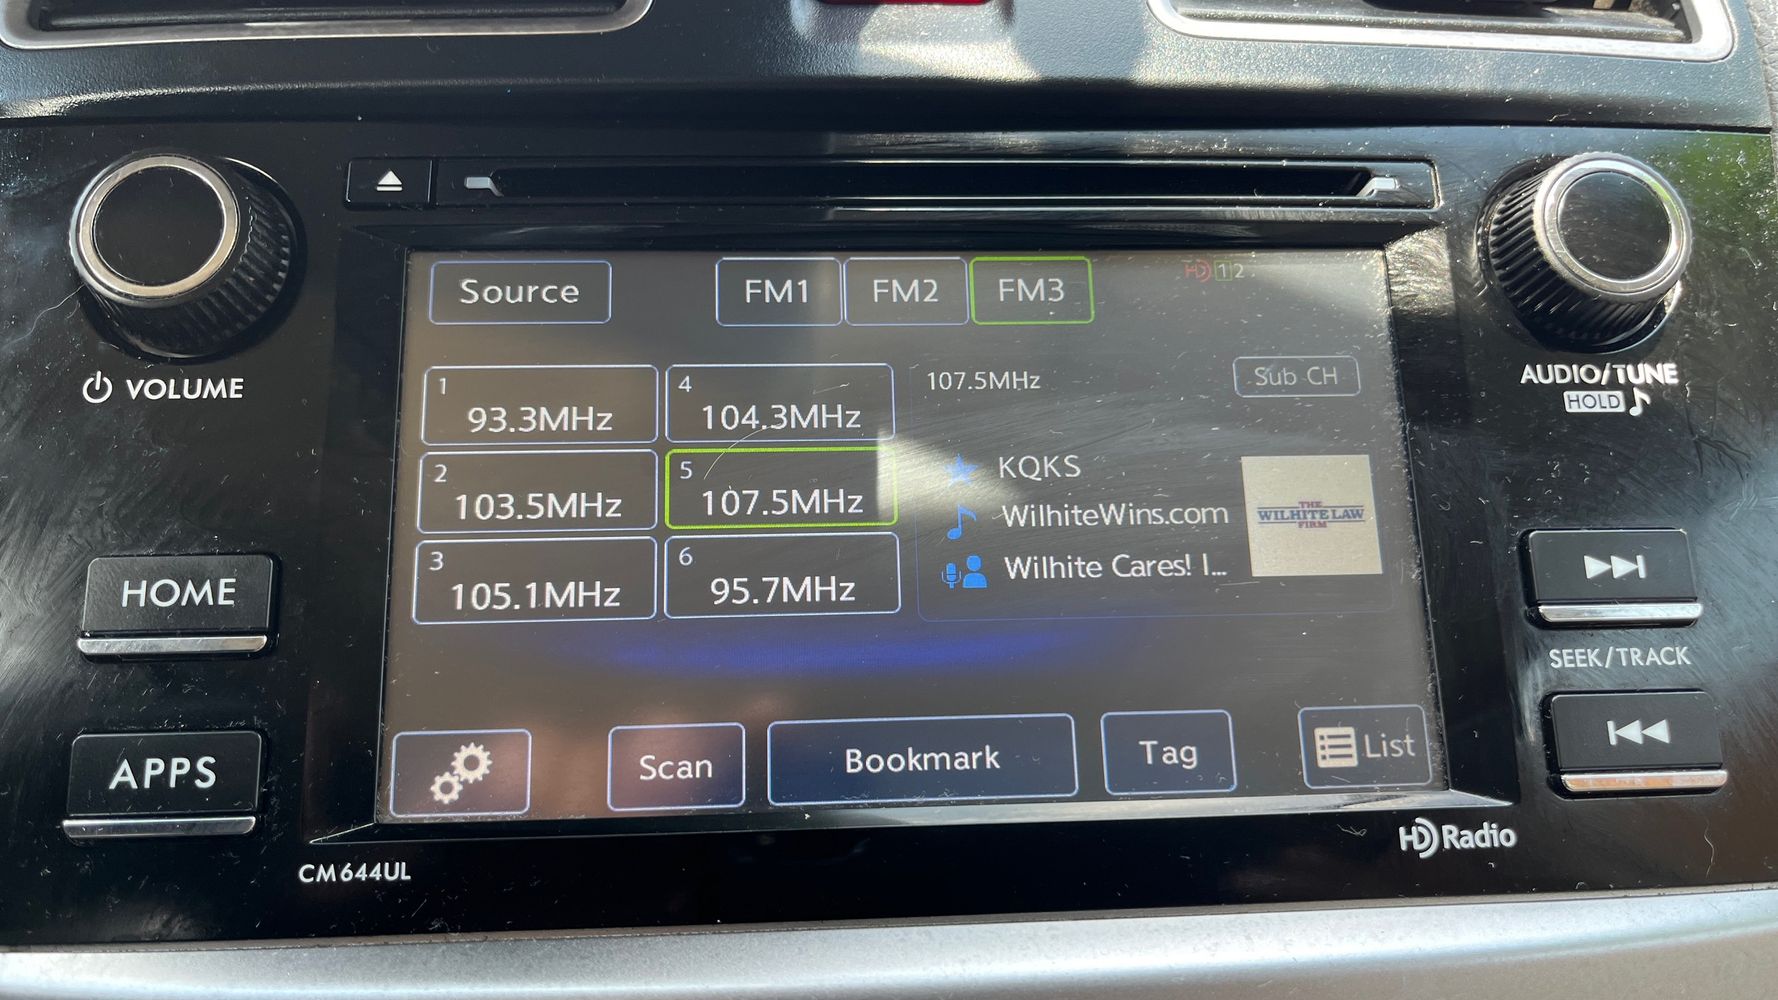 VOLUME
HOME
APPS
CM644UL
Source
FM1
FM2
FM3
HD 1 2
1
93.3MHz
4
104.3MHz
2
103.5MHz
5
107.5MHz
3
105.1MHz
6
95.7MHz
107.5MHz
Sub CH
KQKS
WilhiteWins.com
Wilhite Cares! I...
THE
WILHITE LAW
FIRM
Scan
Bookmark
Tag
List
AUDIO/TUNE
HOLD
SEEK/TRACK
HD Radio